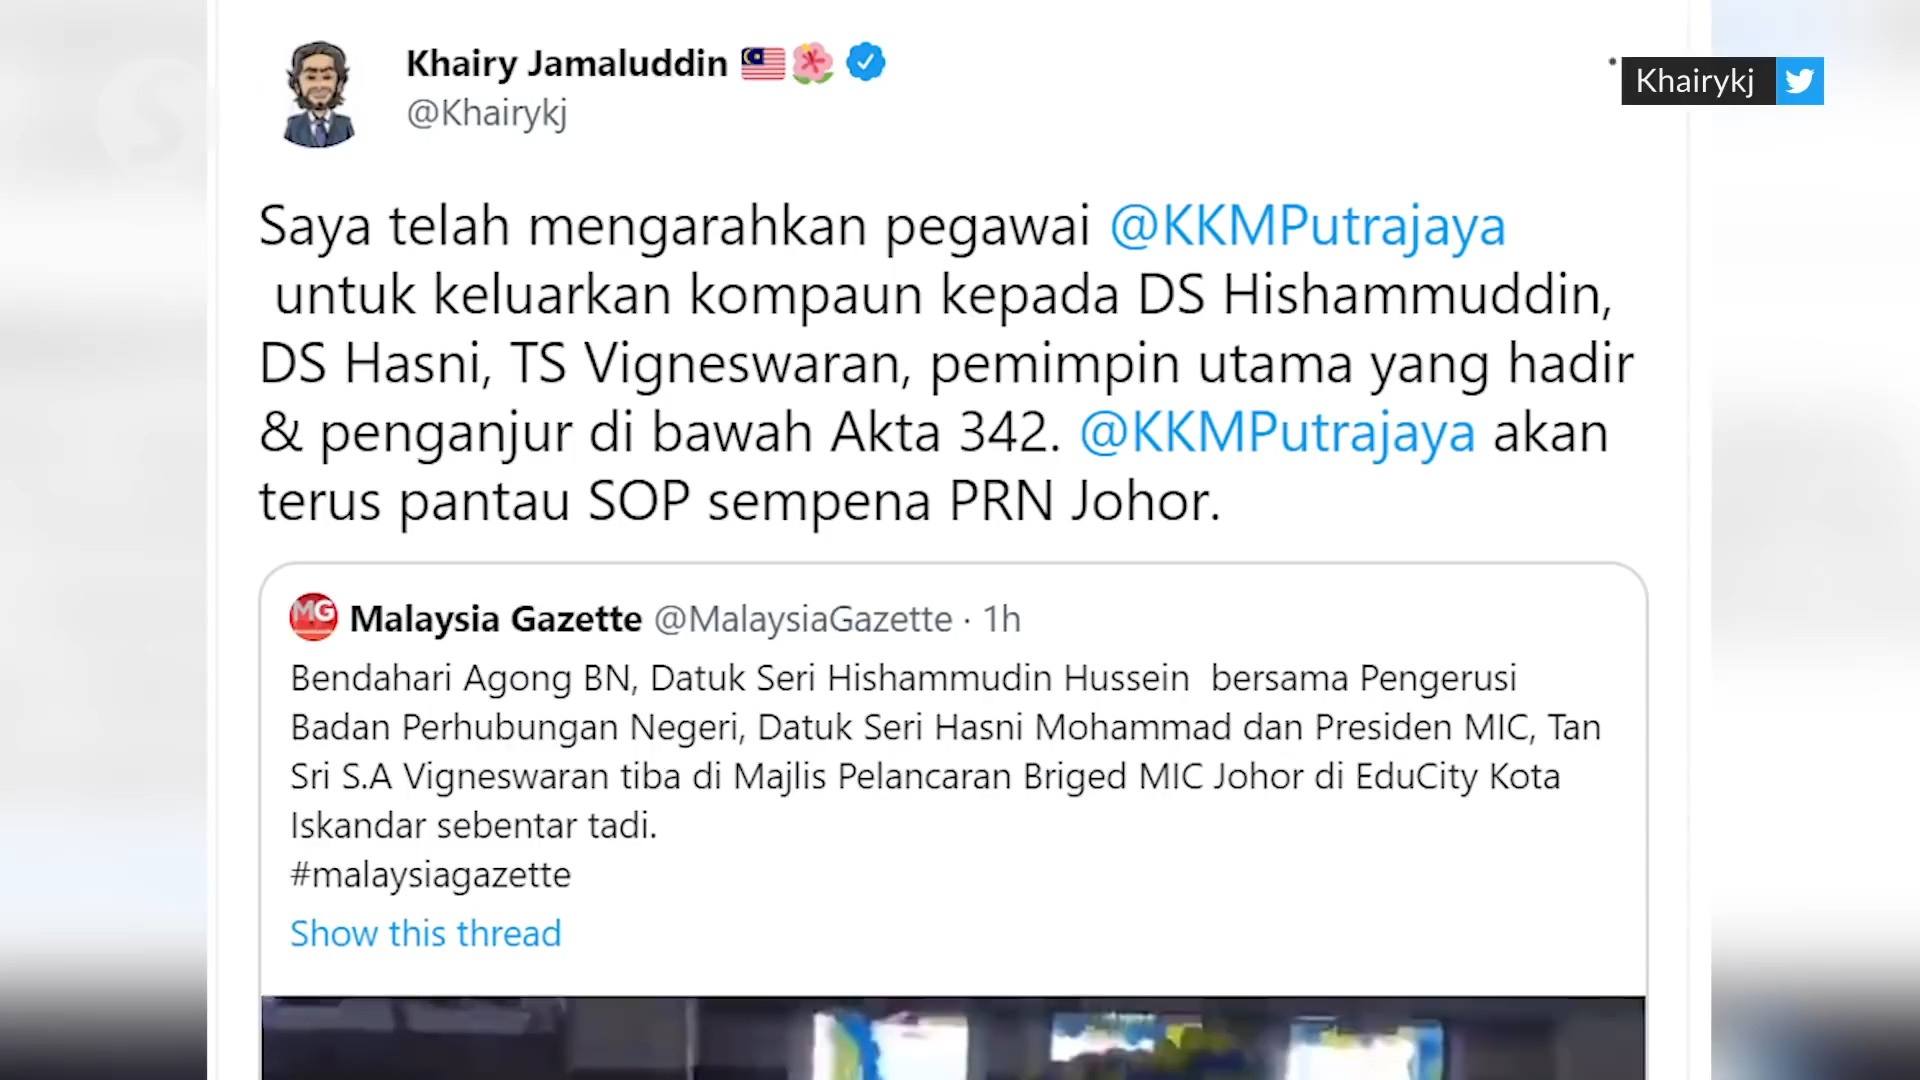 Khairy Jamaluddin 🇲🇾🌺
@Khairykj
Khairykj
Saya telah mengarahkan pegawai @KKMPutrajaya
untuk keluarkan kompaun kepada DS Hishammuddin,
DS Hasni, TS Vigneswaran, pemimpin utama yang hadir
& penganjur di bawah Akta 342. @KKMPutrajaya akan
terus pantau SOP sempena PRN Johor.
MG Malaysia Gazette @MalaysiaGazette · 1h
Bendahari Agong BN, Datuk Seri Hishammudin Hussein bersama Pengerusi
Badan Perhubungan Negeri, Datuk Seri Hasni Mohammad dan Presiden MIC, Tan
Sri S.A Vigneswaran tiba di Majlis Pelancaran Briged MIC Johor di EduCity Kota
Iskandar sebentar tadi.
#malaysiagazette
Show this thread